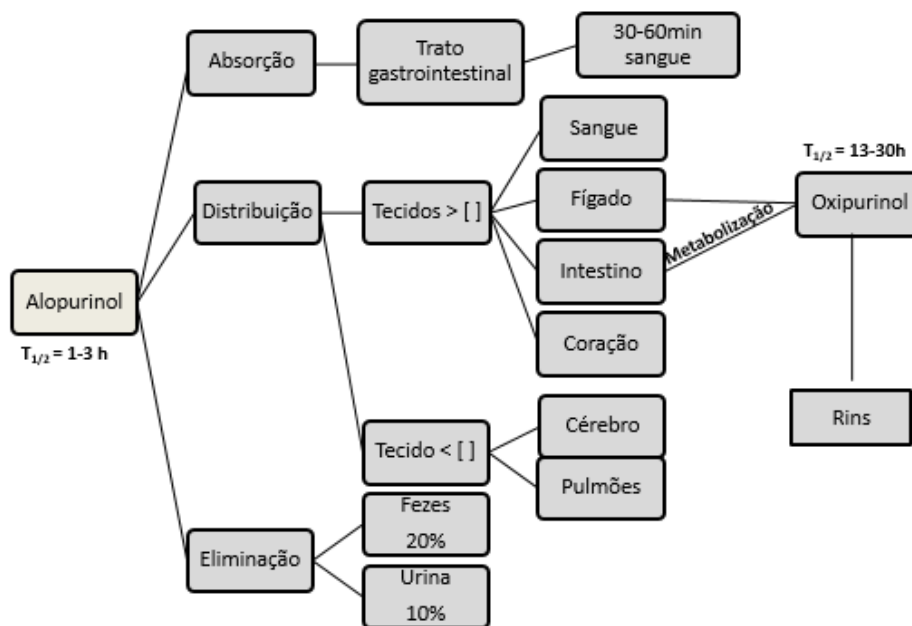 Absorção
Trato
gastrointestinal
30-60min
sangue
Sangue
T1/2 = 13-30h
Distribuição
Tecidos > [ ]
Fígado
Oxipurinol
Metabolização
Intestino
Alopurinol
T1/2 = 1-3 h
Coração
Rins
Tecido < [ ]
Cérebro
Pulmões
Fezes
20%
Eliminação
Urina
10%